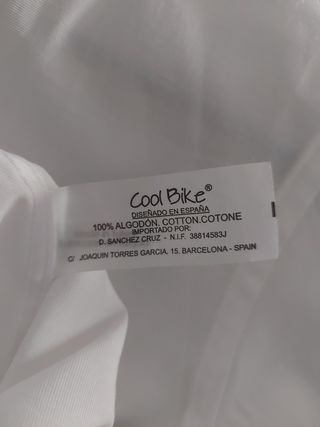 Cool Bike®
DISEÑADO EN ESPAÑA
100% ALGODÓN. COTTON.COTONE
IMPORTADO POR:
D. SANCHEZ CRUZ - N.I.F. 38814583J
C/ JOAQUIN TORRES GARCIA, 15. BARCELONA - SPAIN